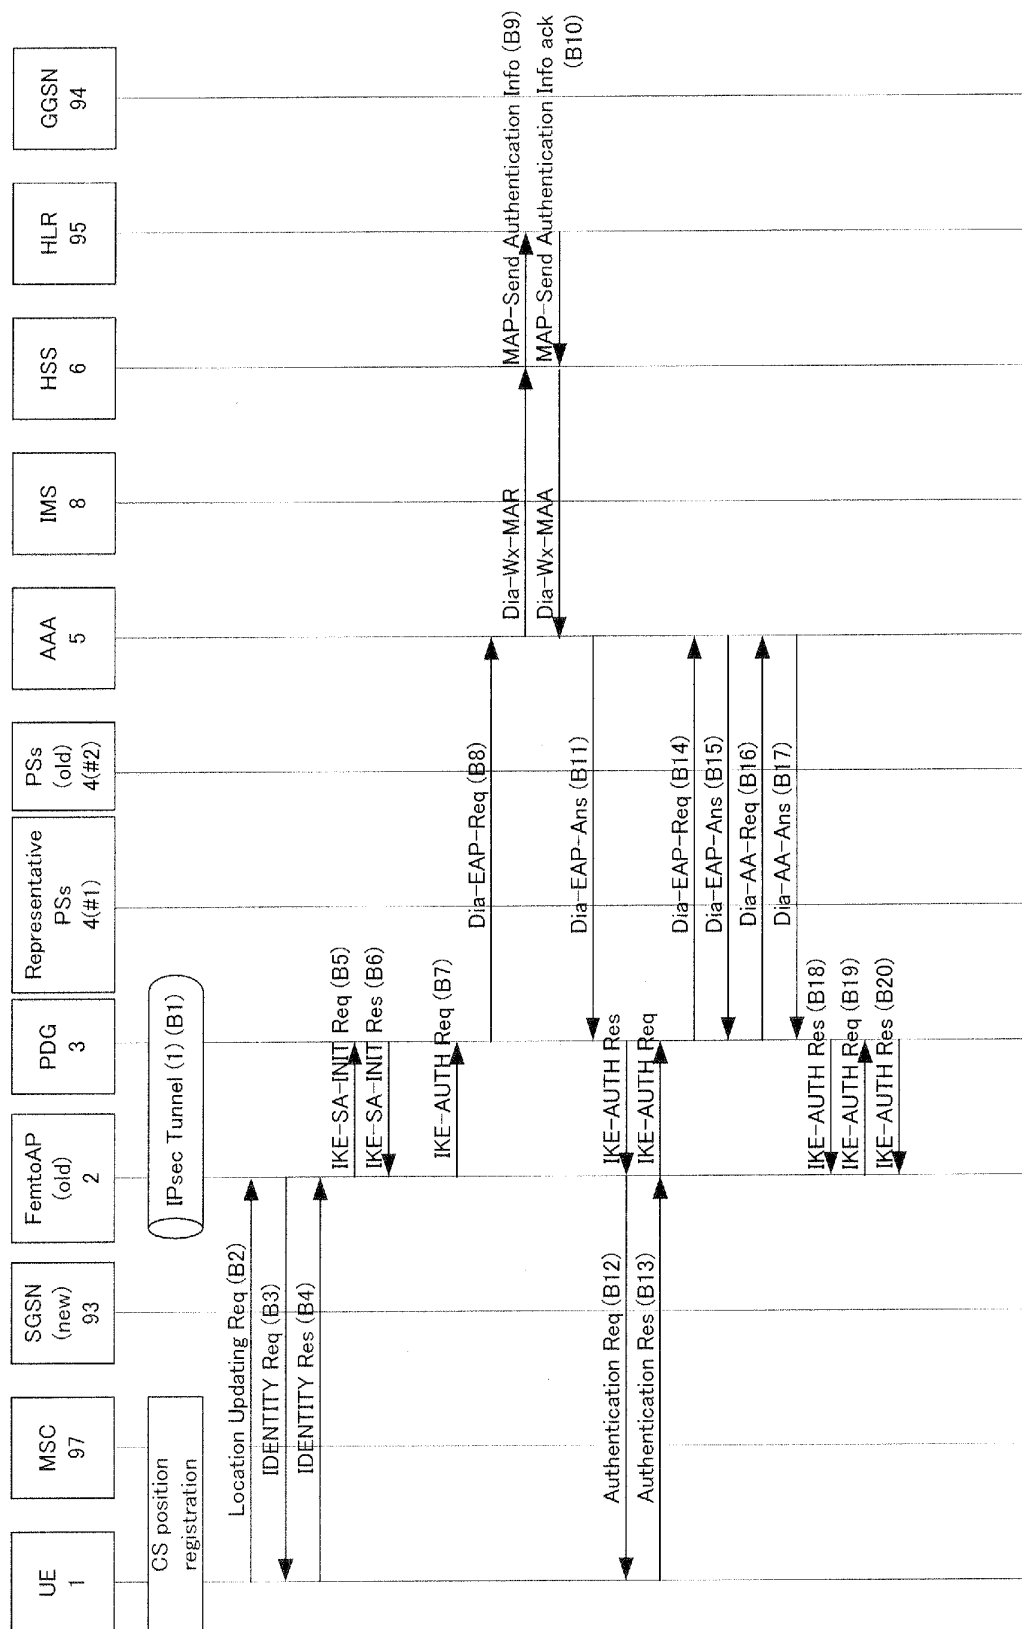 UE
1
MSC
97
SGSN
(new)
93
FemtoAP
(old)
2
PDG
3
Representative
PSs
4(#1)
PSs
(old)
4(#2)
AAA
5
IMS
8
HSS
6
HLR
95
GGSN
94
CS position
registration
IPsec Tunnel (1) (B1)
Location Updating Req (B2)
IDENTITY Req (B3)
IDENTITY Res (B4)
IKE-SA-INIT Req (B5)
IKE-SA-INIT Res (B6)
IKE-AUTH Req (B7)
Dia-EAP-Req (B8)
Dia-Wx-MAR
MAP-Send Authentication Info (B9)
Dia-Wx-MAA
MAP-Send Authentication Info ack
(B10)
Dia-EAP-Ans (B11)
Authentication Req (B12)
IKE-AUTH Res
Authentication Res (B13)
IKE-AUTH Req
Dia-EAP-Req (B14)
Dia-EAP-Ans (B15)
Dia-AA-Req (B16)
Dia-AA-Ans (B17)
IKE-AUTH Res (B18)
IKE-AUTH Req (B19)
IKE-AUTH Res (B20)